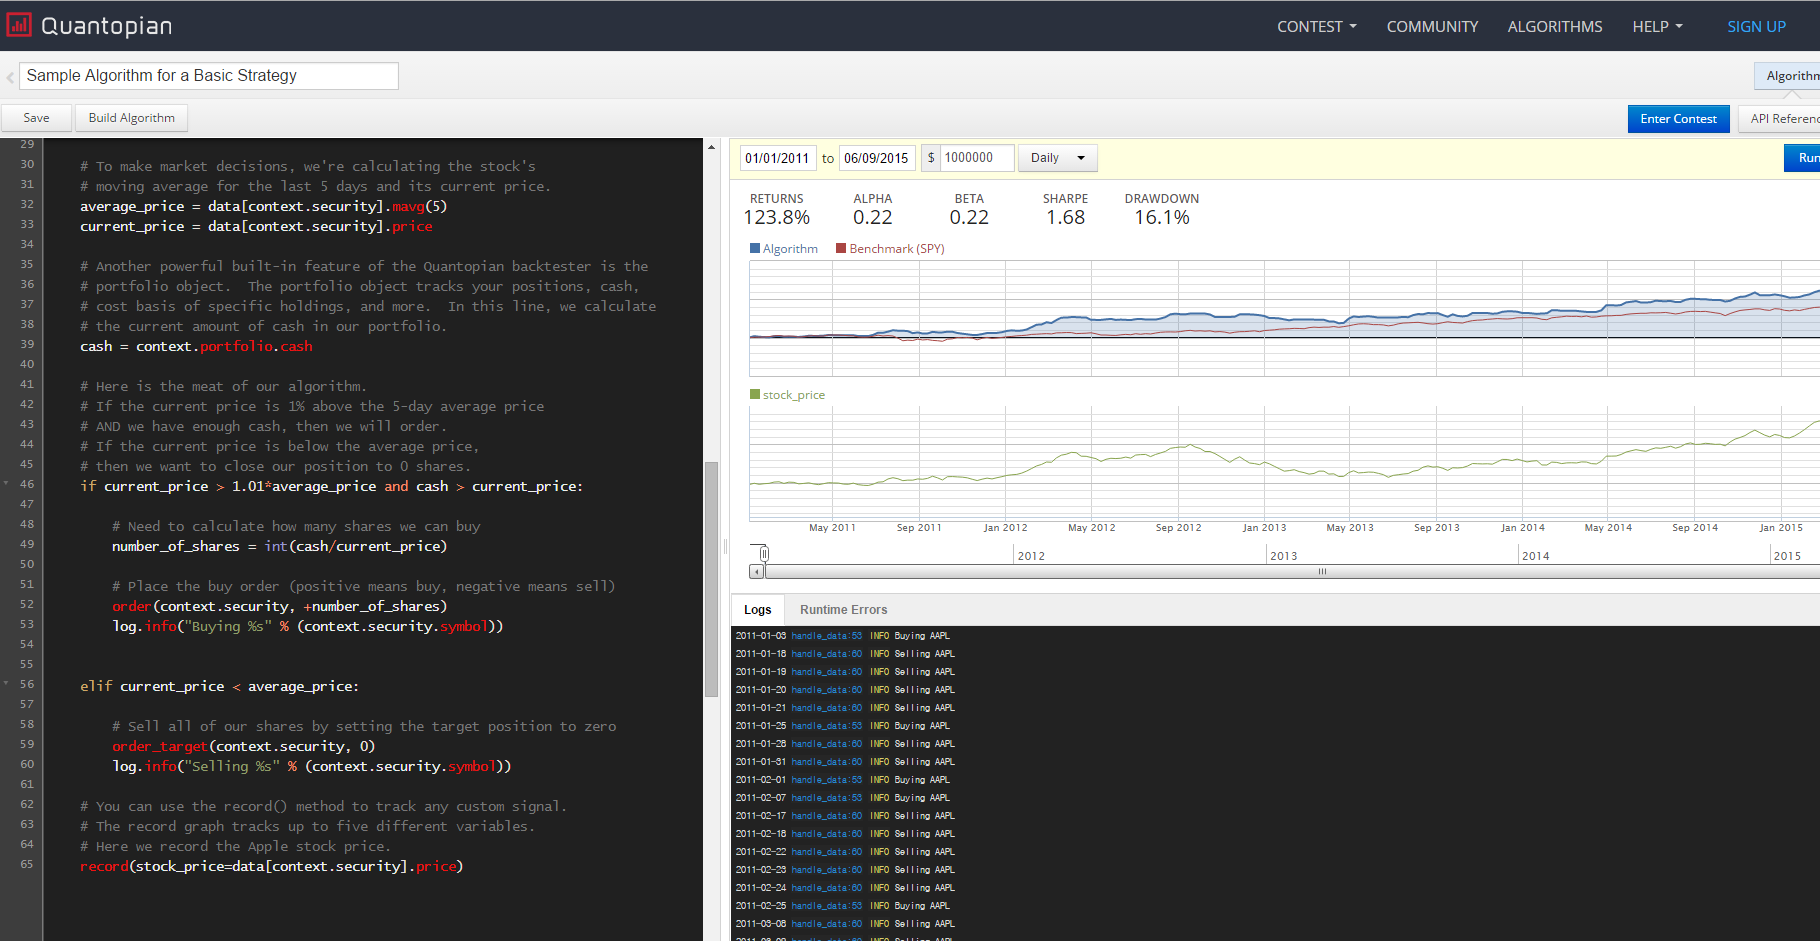 Quantopian
CONTEST COMMUNITY ALGORITHMS HELP SIGN UP
Sample Algorithm for a Basic Strategy
Algorithm
Save Build Algorithm
Enter Contest API Referenc
29
30 # To make market decisions, we're calculating the stock's
31 # moving average for the last 5 days and its current price.
32 average_price = data[context.security].mavg(5)
33 current_price = data[context.security].price
34
35 # Another powerful built-in feature of the Quantopian backtester is the
36 # portfolio object.  The portfolio object tracks your positions, cash,
37 # cost basis of specific holdings, and more.  In this line, we calculate
38 # the current amount of cash in our portfolio.
39 cash = context.portfolio.cash
40
41 # Here is the meat of our algorithm.
42 # If the current price is 1% above the 5-day average price
43 # AND we have enough cash, then we will order.
44 # If the current price is below the average price,
45 # then we want to close our position to 0 shares.
46 if current_price > 1.01*average_price and cash > current_price:
47
48 # Need to calculate how many shares we can buy
49 number_of_shares = int(cash/current_price)
50
51 # Place the buy order (positive means buy, negative means sell)
52 order(context.security, +number_of_shares)
53 log.info("Buying %s" % (context.security.symbol))
54
55
56 elif current_price < average_price:
57
58 # Sell all of our shares by setting the target position to zero
59 order_target(context.security, 0)
60 log.info("Selling %s" % (context.security.symbol))
61
62 # You can use the record() method to track any custom signal.
63 # The record graph tracks up to five different variables.
64 # Here we record the Apple stock price.
65 record(stock_price=data[context.security].price)
01/01/2011 to 06/09/2015 $ 1000000 Daily Run
RETURNS ALPHA BETA SHARPE DRAWDOWN
123.8% 0.22 0.22 1.68 16.1%
Algorithm Benchmark (SPY)
stock_price
May 2011 Sep 2011 Jan 2012 May 2012 Sep 2012 Jan 2013 May 2013 Sep 2013 Jan 2014 May 2014 Sep 2014 Jan 2015
2012 2013 2014 2015
Logs Runtime Errors
2011-01-03 handle_data:53 INFO Buying AAPL
2011-01-18 handle_data:60 INFO Selling AAPL
2011-01-19 handle_data:60 INFO Selling AAPL
2011-01-20 handle_data:60 INFO Selling AAPL
2011-01-21 handle_data:60 INFO Selling AAPL
2011-01-25 handle_data:53 INFO Buying AAPL
2011-01-28 handle_data:60 INFO Selling AAPL
2011-01-31 handle_data:60 INFO Selling AAPL
2011-02-01 handle_data:53 INFO Buying AAPL
2011-02-07 handle_data:53 INFO Buying AAPL
2011-02-17 handle_data:60 INFO Selling AAPL
2011-02-18 handle_data:60 INFO Selling AAPL
2011-02-22 handle_data:60 INFO Selling AAPL
2011-02-23 handle_data:60 INFO Selling AAPL
2011-02-24 handle_data:60 INFO Selling AAPL
2011-02-25 handle_data:53 INFO Buying AAPL
2011-03-08 handle_data:60 INFO Selling AAPL